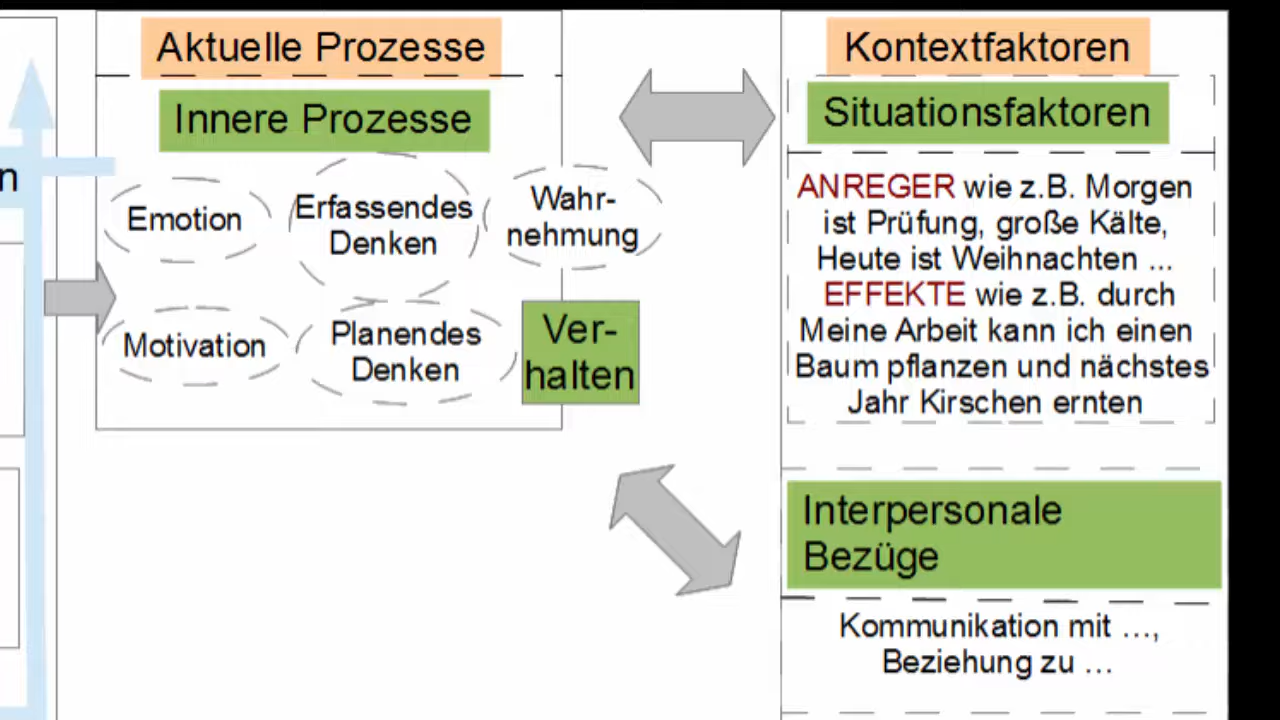 Aktuelle Prozesse
Innere Prozesse
Emotion
Erfassendes
Denken
Wahr-
nehmung
Motivation
Planendes
Denken
Ver-
halten
Kontextfaktoren
Situationsfaktoren
ANREGER wie z.B. Morgen
ist Prüfung, große Kälte,
Heute ist Weihnachten ...
EFFEKTE wie z.B. durch
Meine Arbeit kann ich einen
Baum pflanzen und nächstes
Jahr Kirschen ernten
Interpersonale
Bezüge
Kommunikation mit ...,
Beziehung zu ...